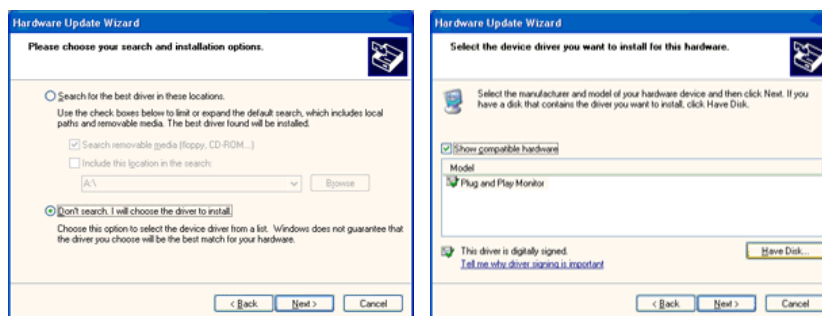 Hardware Update Wizard
Please choose your search and installation options.
Search for the best driver in these locations.
Use the check boxes below to limit or expand the default search, which includes local
paths and removable media. The best driver found will be installed.
Search removable media (floppy, CD-ROM...)
Include this location in the search:
A:\
Browse
Don't search. I will choose the driver to install.
Choose this option to select the device driver from a list. Windows does not guarantee that
the driver you choose will be the best match for your hardware.
< Back
Next >
Cancel
Hardware Update Wizard
Select the device driver you want to install for this hardware.
Select the manufacturer and model of your hardware device and then click Next. If you
have a disk that contains the driver you want to install, click Have Disk.
Show compatible hardware
Model
Plug and Play Monitor
This driver is digitally signed.
Tell me why driver signing is important
Have Disk...
< Back
Next >
Cancel